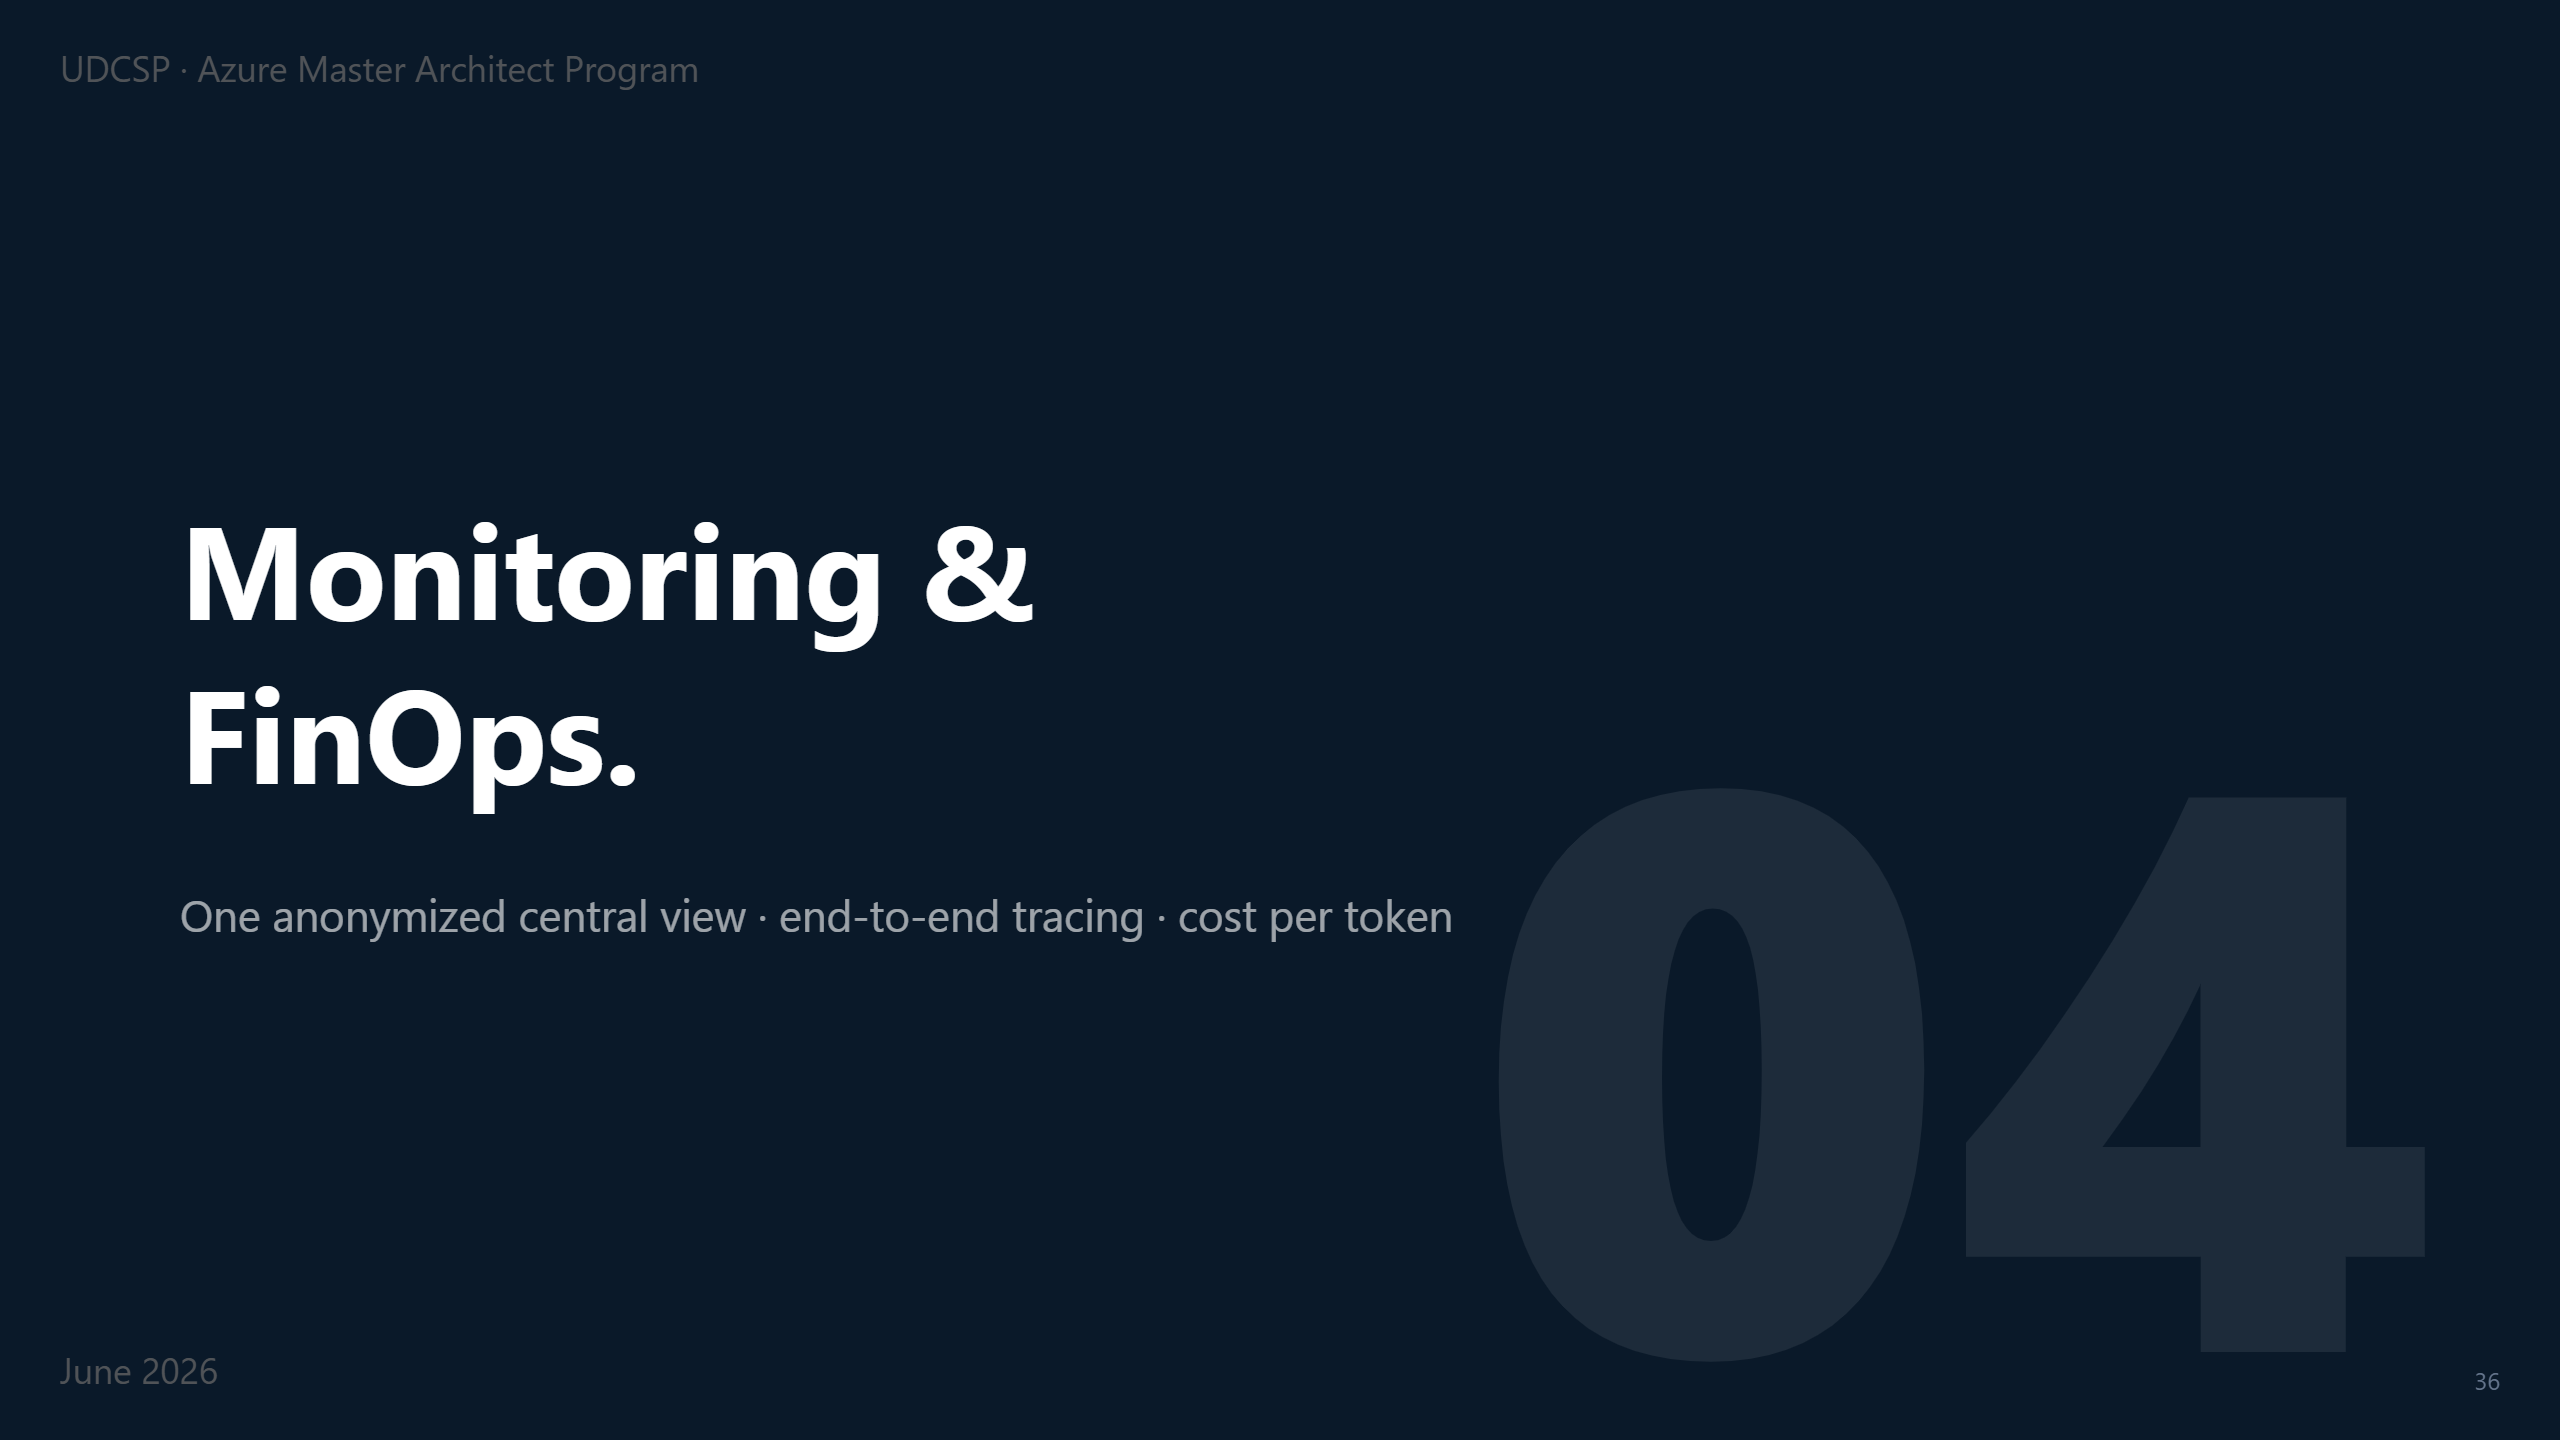 UDCSP · Azure Master Architect Program
Monitoring &
FinOps.
One anonymized central view · end-to-end tracing · cost per token
04
June 2026
36